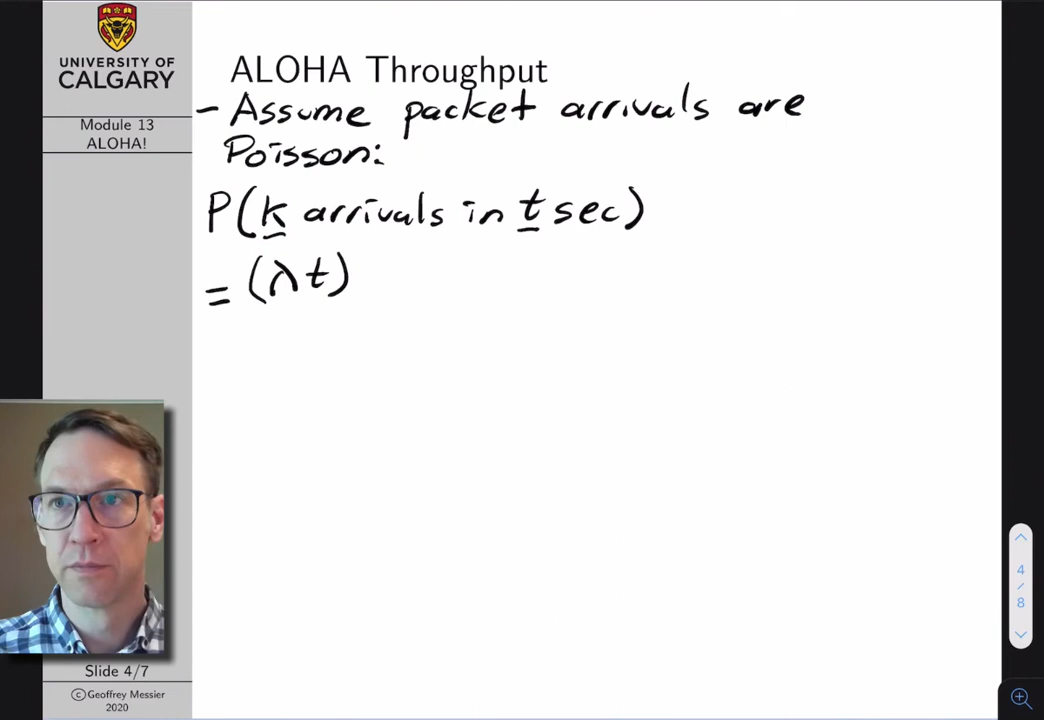 UNIVERSITY OF
CALGARY
Module 13
ALOHA!
ALOHA Throughput
- Assume packet arrivals are
Poisson:
P(k arrivals in t sec)
= (λt)
4
/
8
Slide 4/7
©Geoffrey Messier
2020